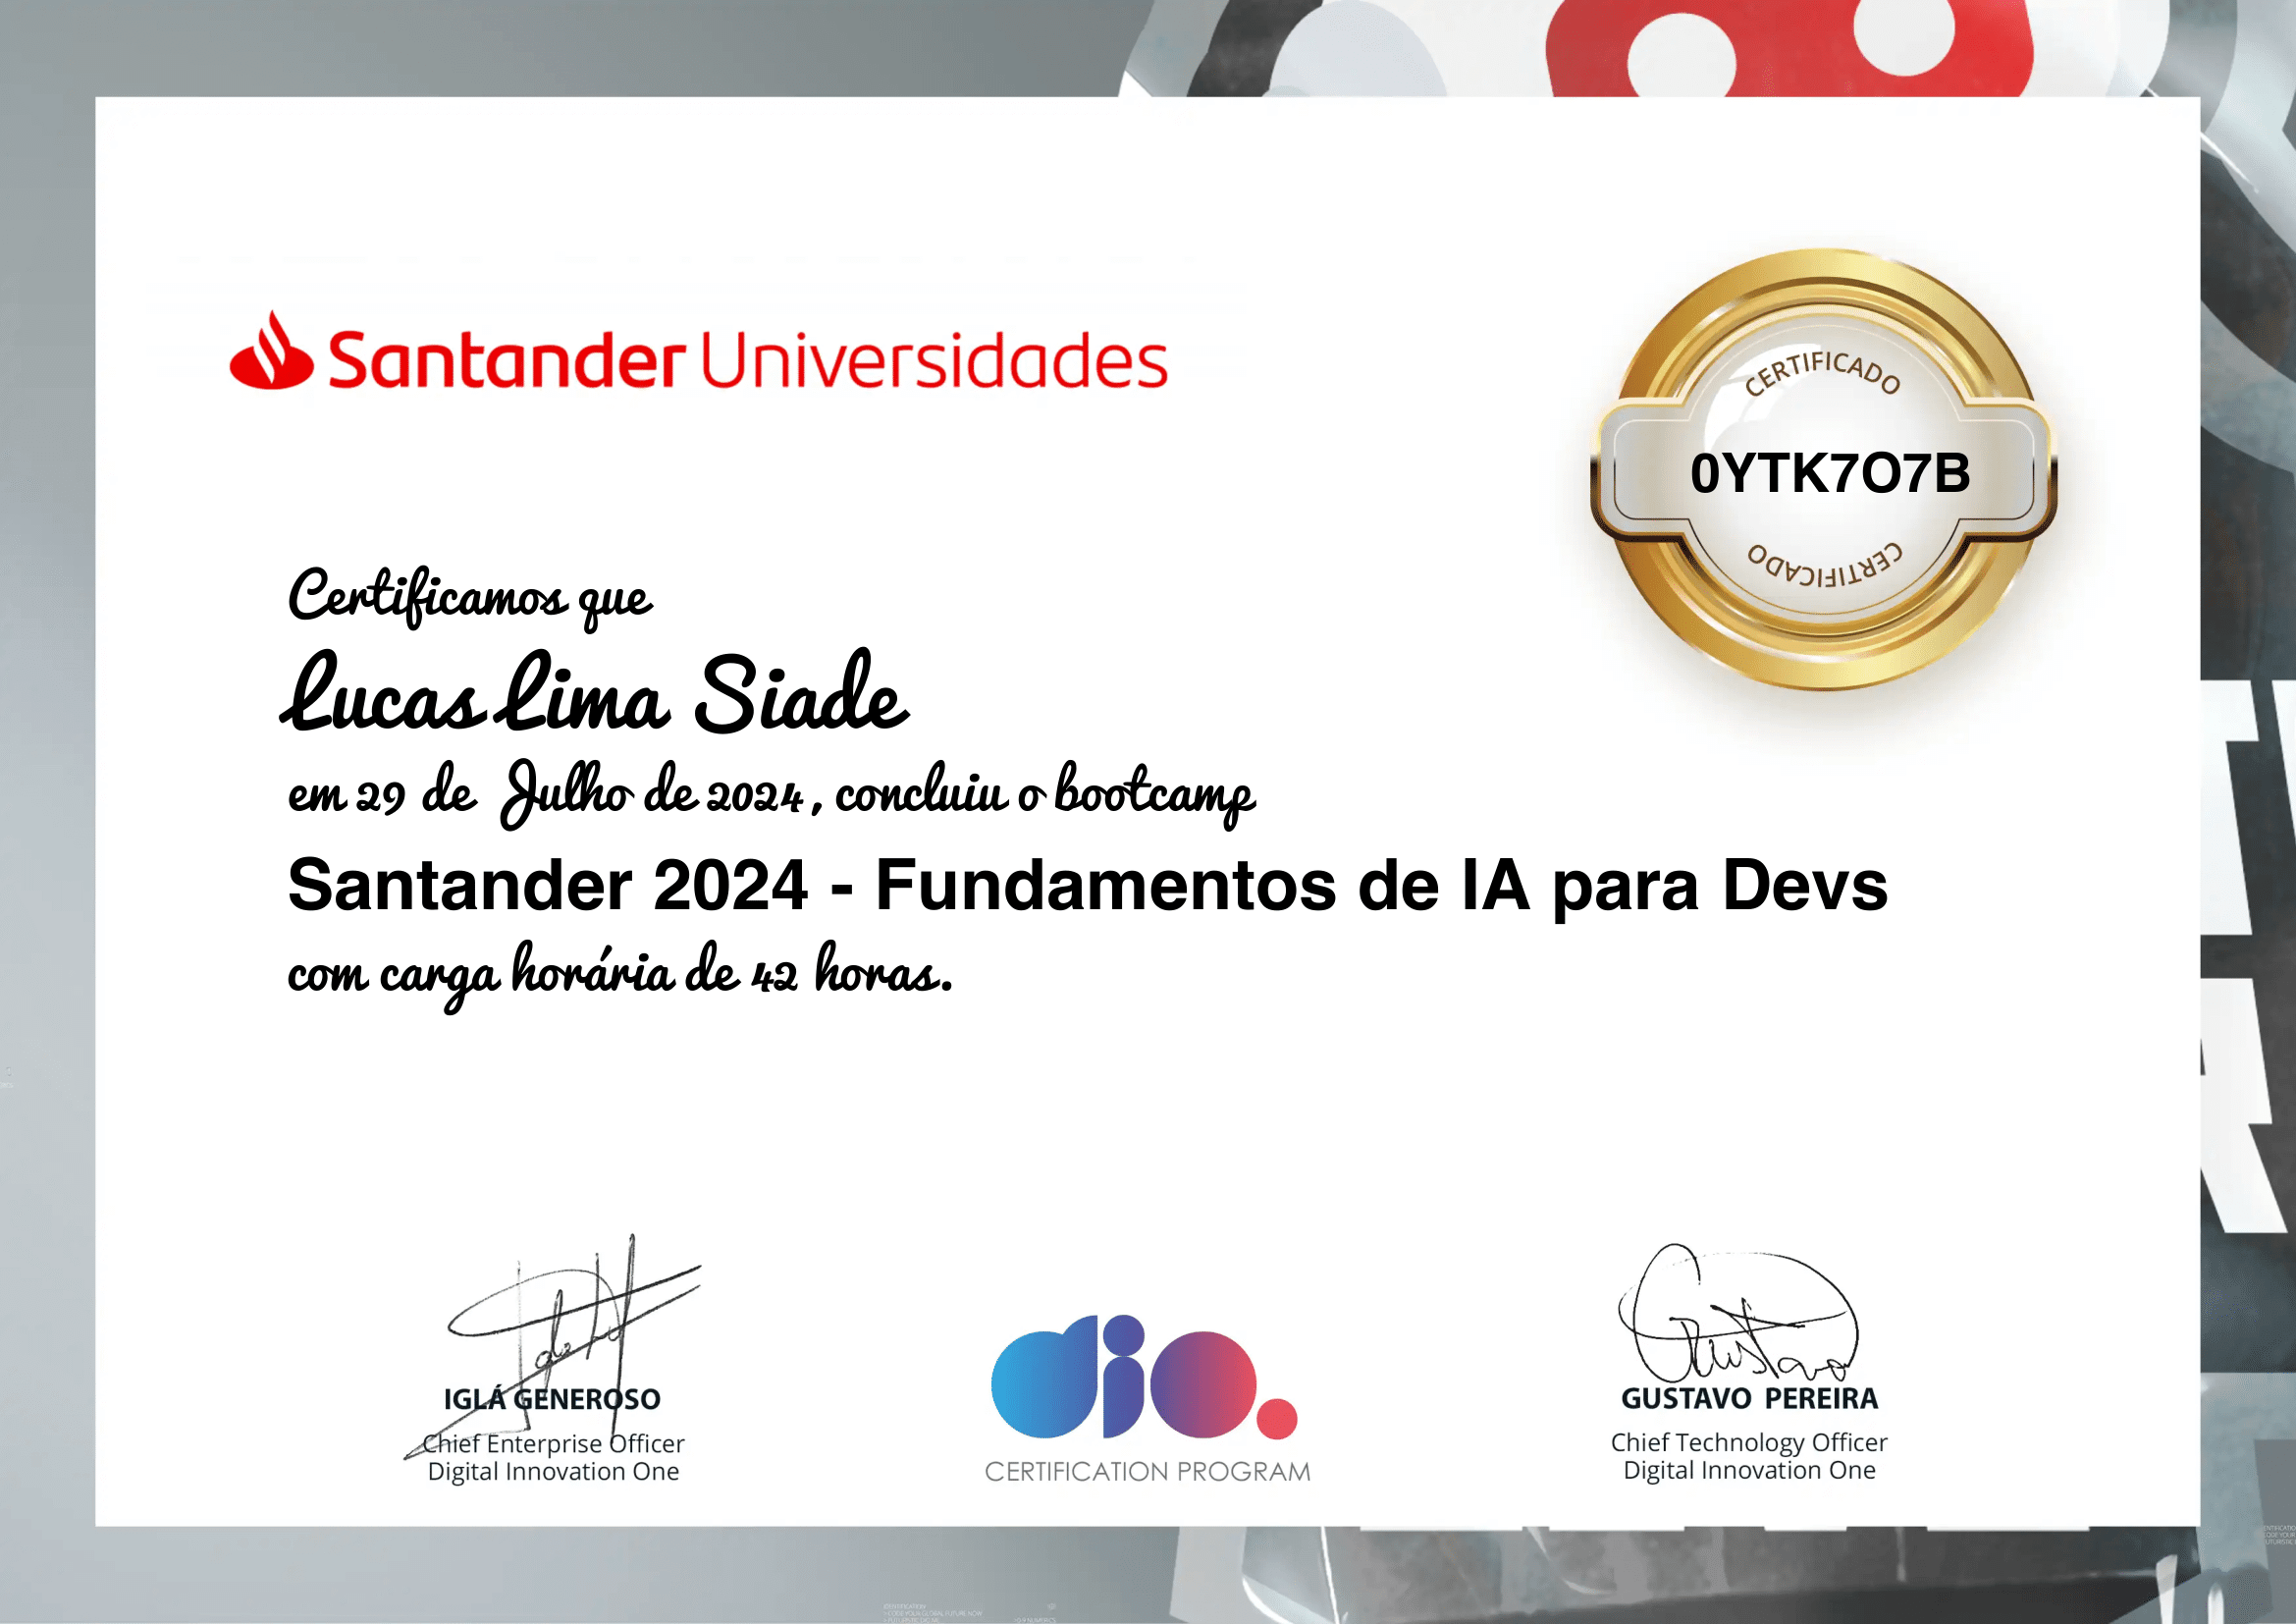 Santander Universidades
CERTIFICADO
0YTK7O7B
CERTIFICADO
Certificamos que
Lucas Lima Siade
em 29 de Julho de 2024, concluiu o bootcamp
Santander 2024 - Fundamentos de IA para Devs
com carga horária de 42 horas.
IGLÁ GENEROSO
Chief Enterprise Officer
Digital Innovation One
dio.
CERTIFICATION PROGRAM
Gustavo
GUSTAVO PEREIRA
Chief Technology Officer
Digital Innovation One